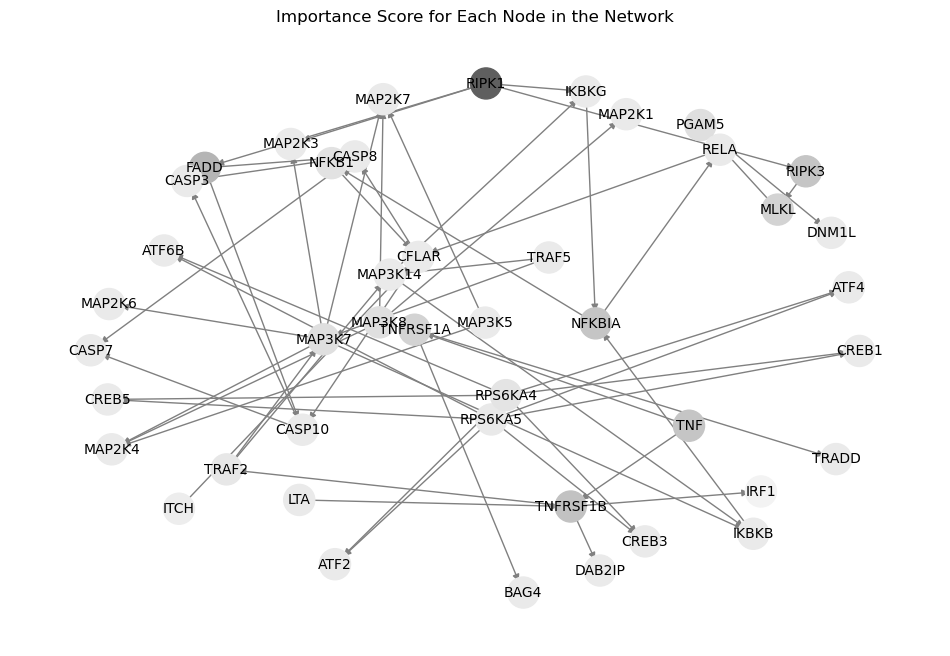 Importance Score for Each Node in the Network
RIPK1
IKBKG
MAP2K7
MAP2K1
PGAM5
MAP2K3
RELA
CASP8
NFKB1
FADD
RIPK3
CASP3
MLKL
DNM1L
ATF6B
CFLAR
TRAF5
MAP3K14
ATF4
MAP2K6
MAP3K8
MAP3K5
NFKBIA
TNFRSF1A
MAP3K7
CASP7
CREB1
RPS6KA4
CREB5
RPS6KA5
TNF
CASP10
MAP2K4
TRADD
TRAF2
IRF1
LTA
TNFRSF1B
ITCH
IKBKB
CREB3
ATF2
DAB2IP
BAG4